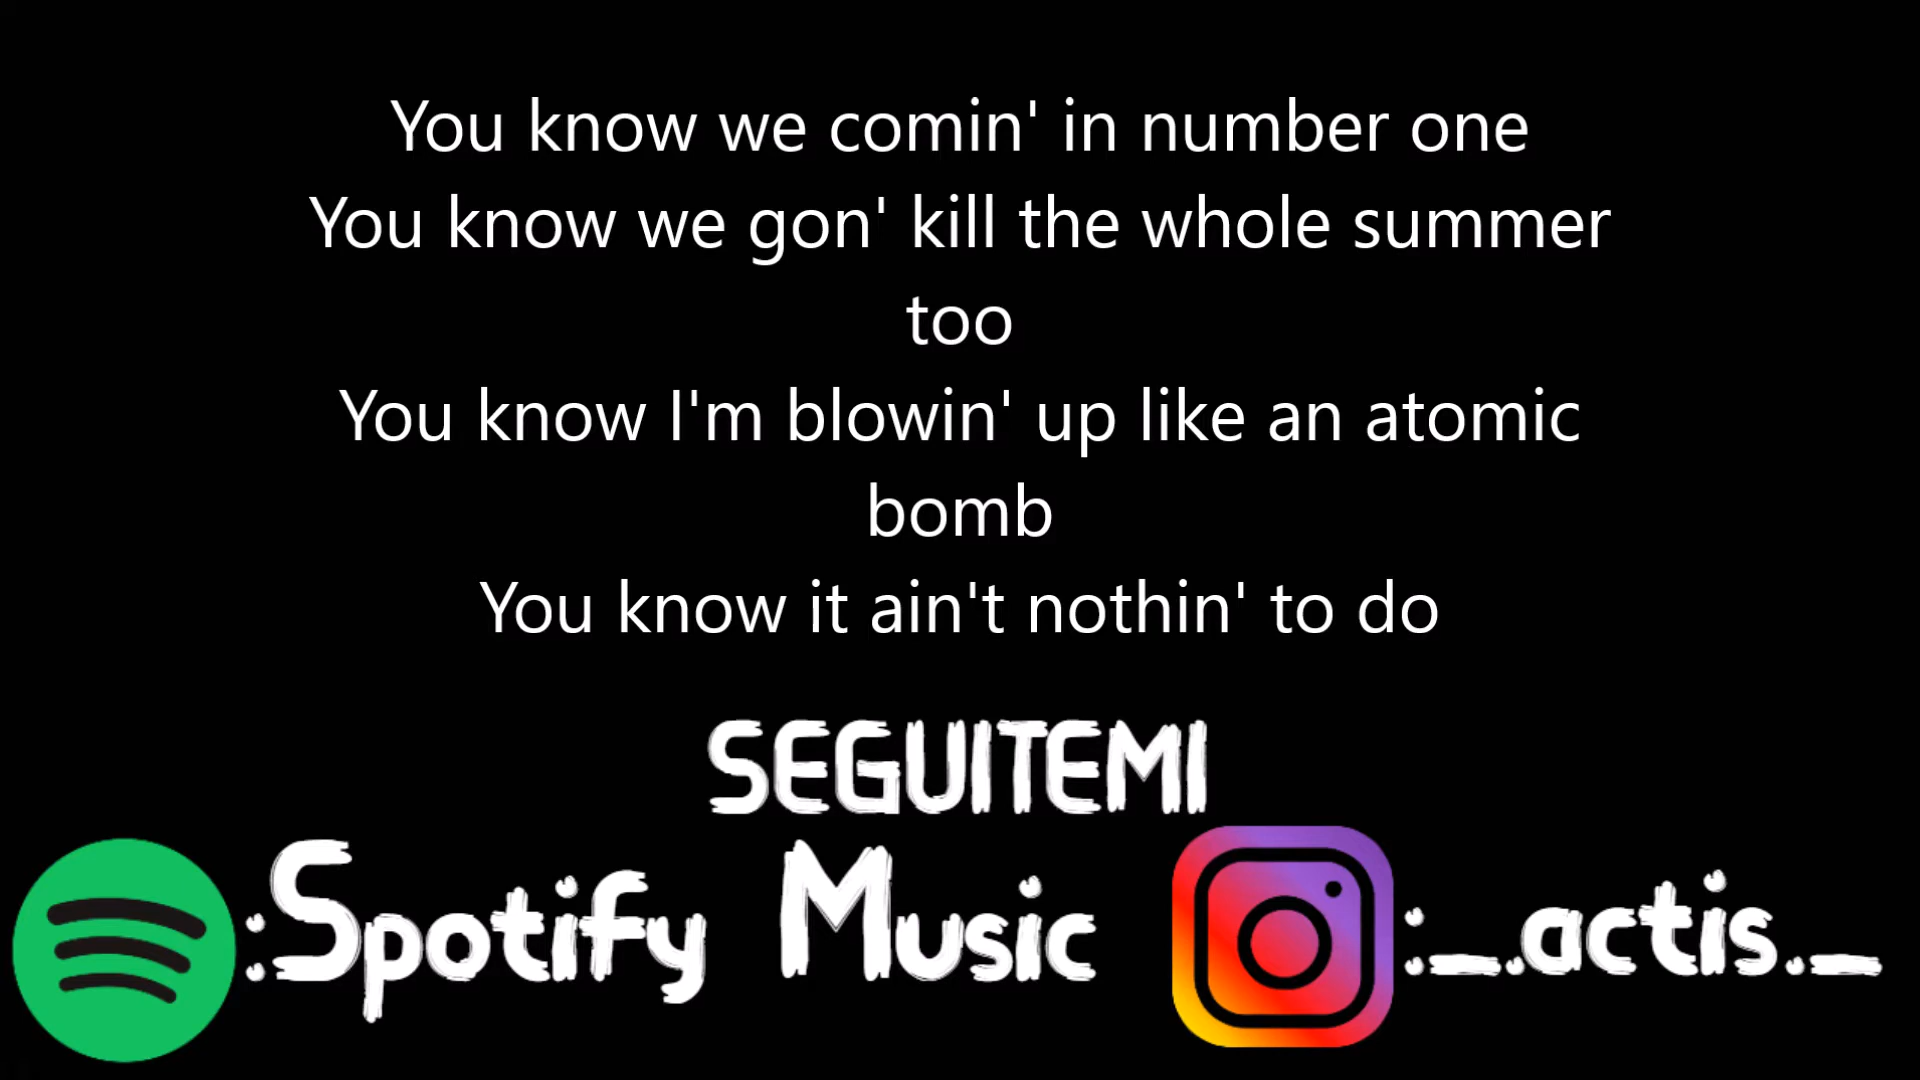 You know we comin' in number one
You know we gon' kill the whole summer
too
You know I'm blowin' up like an atomic
bomb
You know it ain't nothin' to do
SEGUITEMI
:Spotify Music :_.actis._